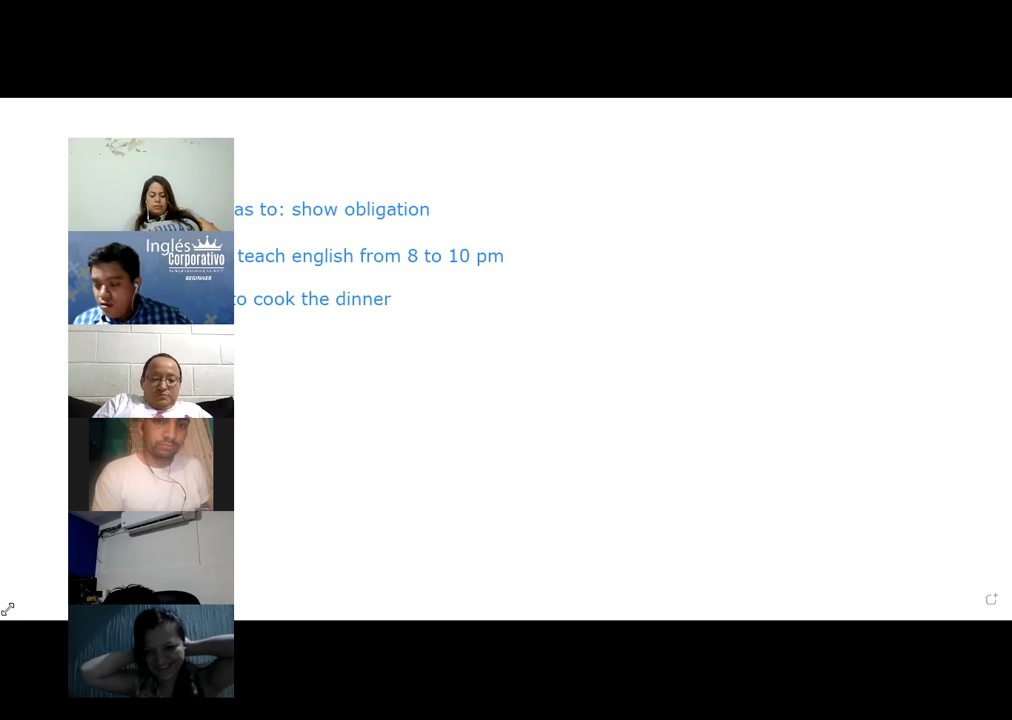 as to: show obligation
Inglés
Corporativo
BEGINNER
teach english from 8 to 10 pm
to cook the dinner